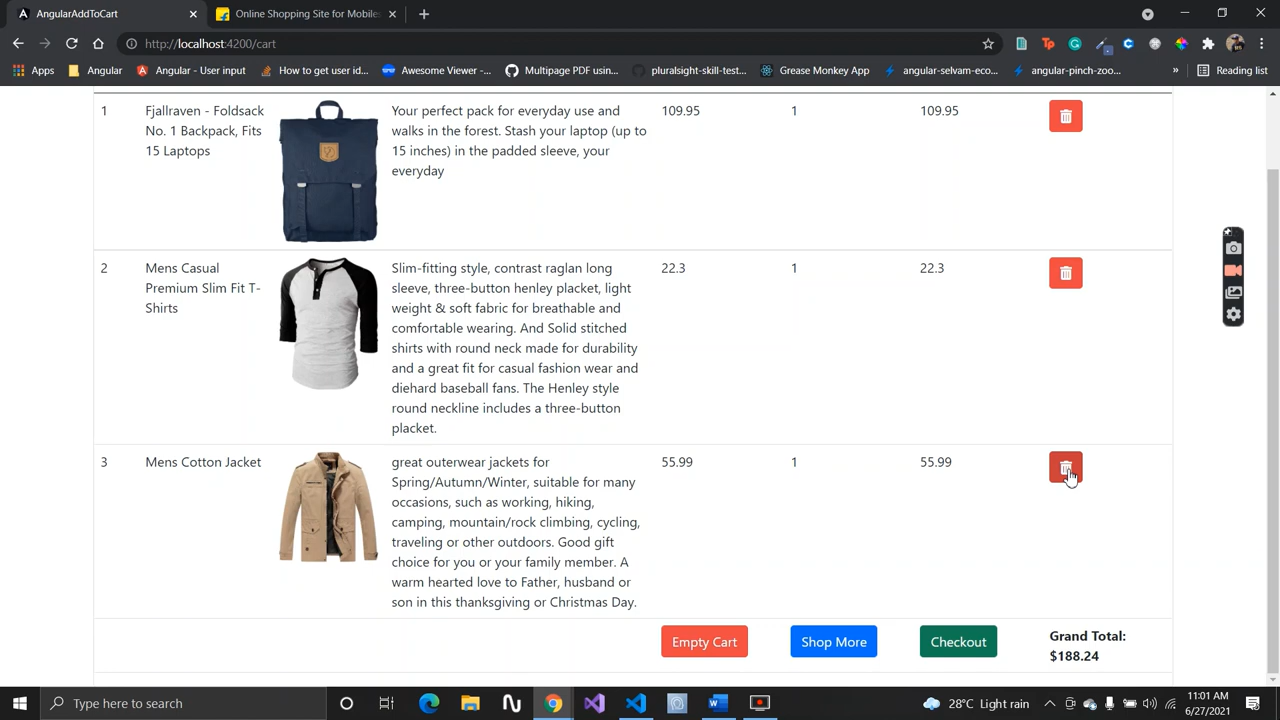 AngularAddToCart
Online Shopping Site for Mobile
http://localhost:4200/cart
Apps
Angular
Angular - User input
How to get user id...
Awesome Viewer -...
Multipage PDF usin...
pluralsight-skill-test...
Grease Monkey App
angular-selvam-eco...
angular-pinch-zoo...
»
Reading list
1
Fjallraven - Foldsack
No. 1 Backpack, Fits
15 Laptops
Your perfect pack for everyday use and
walks in the forest. Stash your laptop (up to
15 inches) in the padded sleeve, your
everyday
109.95
1
109.95
2
Mens Casual
Premium Slim Fit T-
Shirts
Slim-fitting style, contrast raglan long
sleeve, three-button henley placket, light
weight & soft fabric for breathable and
comfortable wearing. And Solid stitched
shirts with round neck made for durability
and a great fit for casual fashion wear and
diehard baseball fans. The Henley style
round neckline includes a three-button
placket.
22.3
1
22.3
3
Mens Cotton Jacket
great outerwear jackets for
Spring/Autumn/Winter, suitable for many
occasions, such as working, hiking,
camping, mountain/rock climbing, cycling,
traveling or other outdoors. Good gift
choice for you or your family member. A
warm hearted love to Father, husband or
son in this thanksgiving or Christmas Day.
55.99
1
55.99
Empty Cart
Shop More
Checkout
Grand Total:
$188.24
Type here to search
28°C Light rain
11:01 AM
6/27/2021